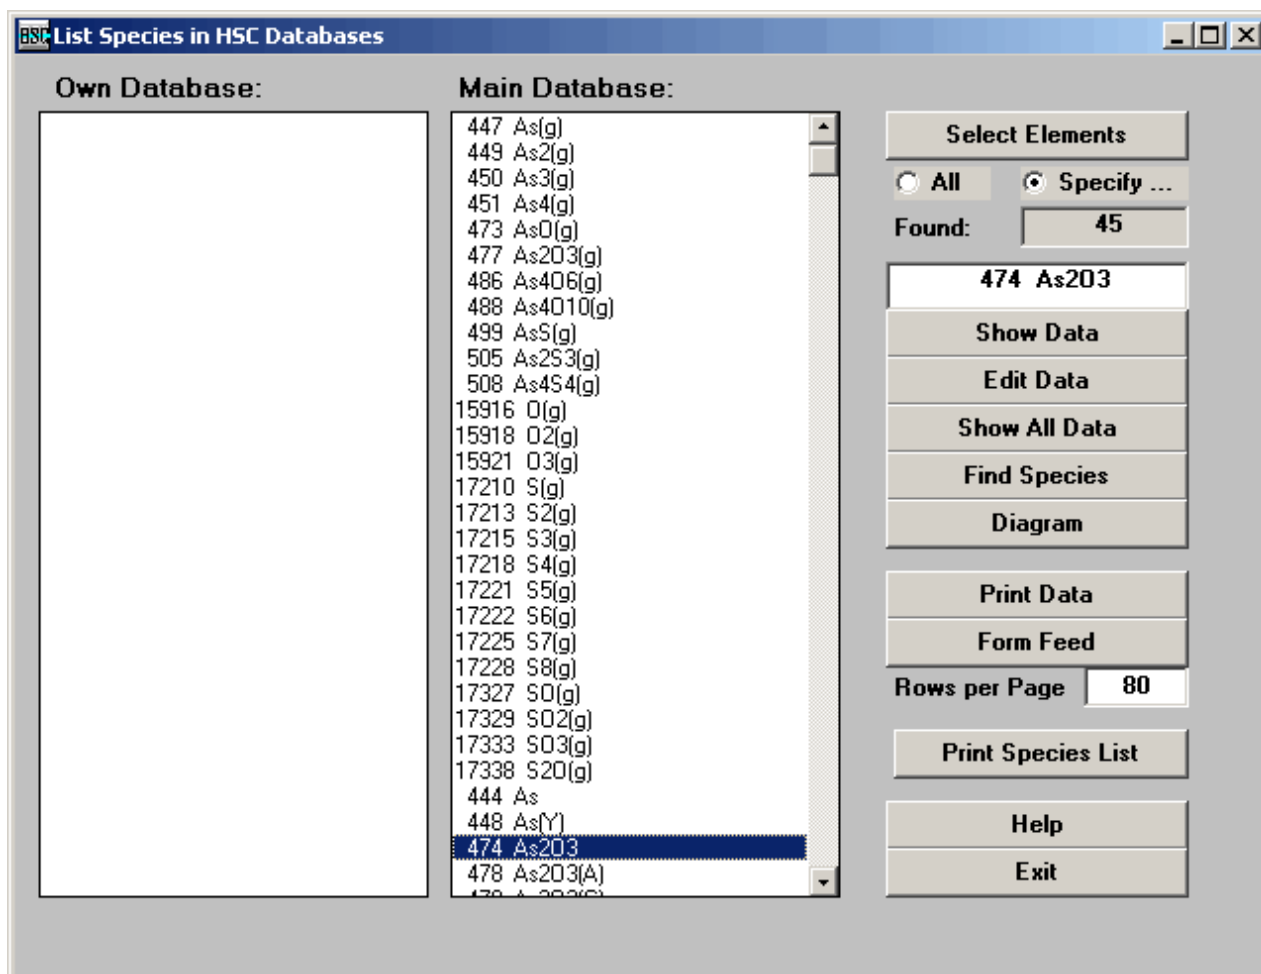 HSC List Species in HSC Databases
Own Database:
Main Database:
447 As(g)
449 As2(g)
450 As3(g)
451 As4(g)
473 AsO(g)
477 As2O3(g)
486 As4O6(g)
488 As4O10(g)
499 AsS(g)
505 As2S3(g)
508 As4S4(g)
15916 O(g)
15918 O2(g)
15921 O3(g)
17210 S(g)
17213 S2(g)
17215 S3(g)
17218 S4(g)
17221 S5(g)
17222 S6(g)
17225 S7(g)
17228 S8(g)
17327 SO(g)
17329 SO2(g)
17333 SO3(g)
17338 S2O(g)
444 As
448 As(Y)
474 As2O3
478 As2O3(A)
Select Elements
All
Specify ...
Found:
45
474 As2O3
Show Data
Edit Data
Show All Data
Find Species
Diagram
Print Data
Form Feed
Rows per Page
80
Print Species List
Help
Exit